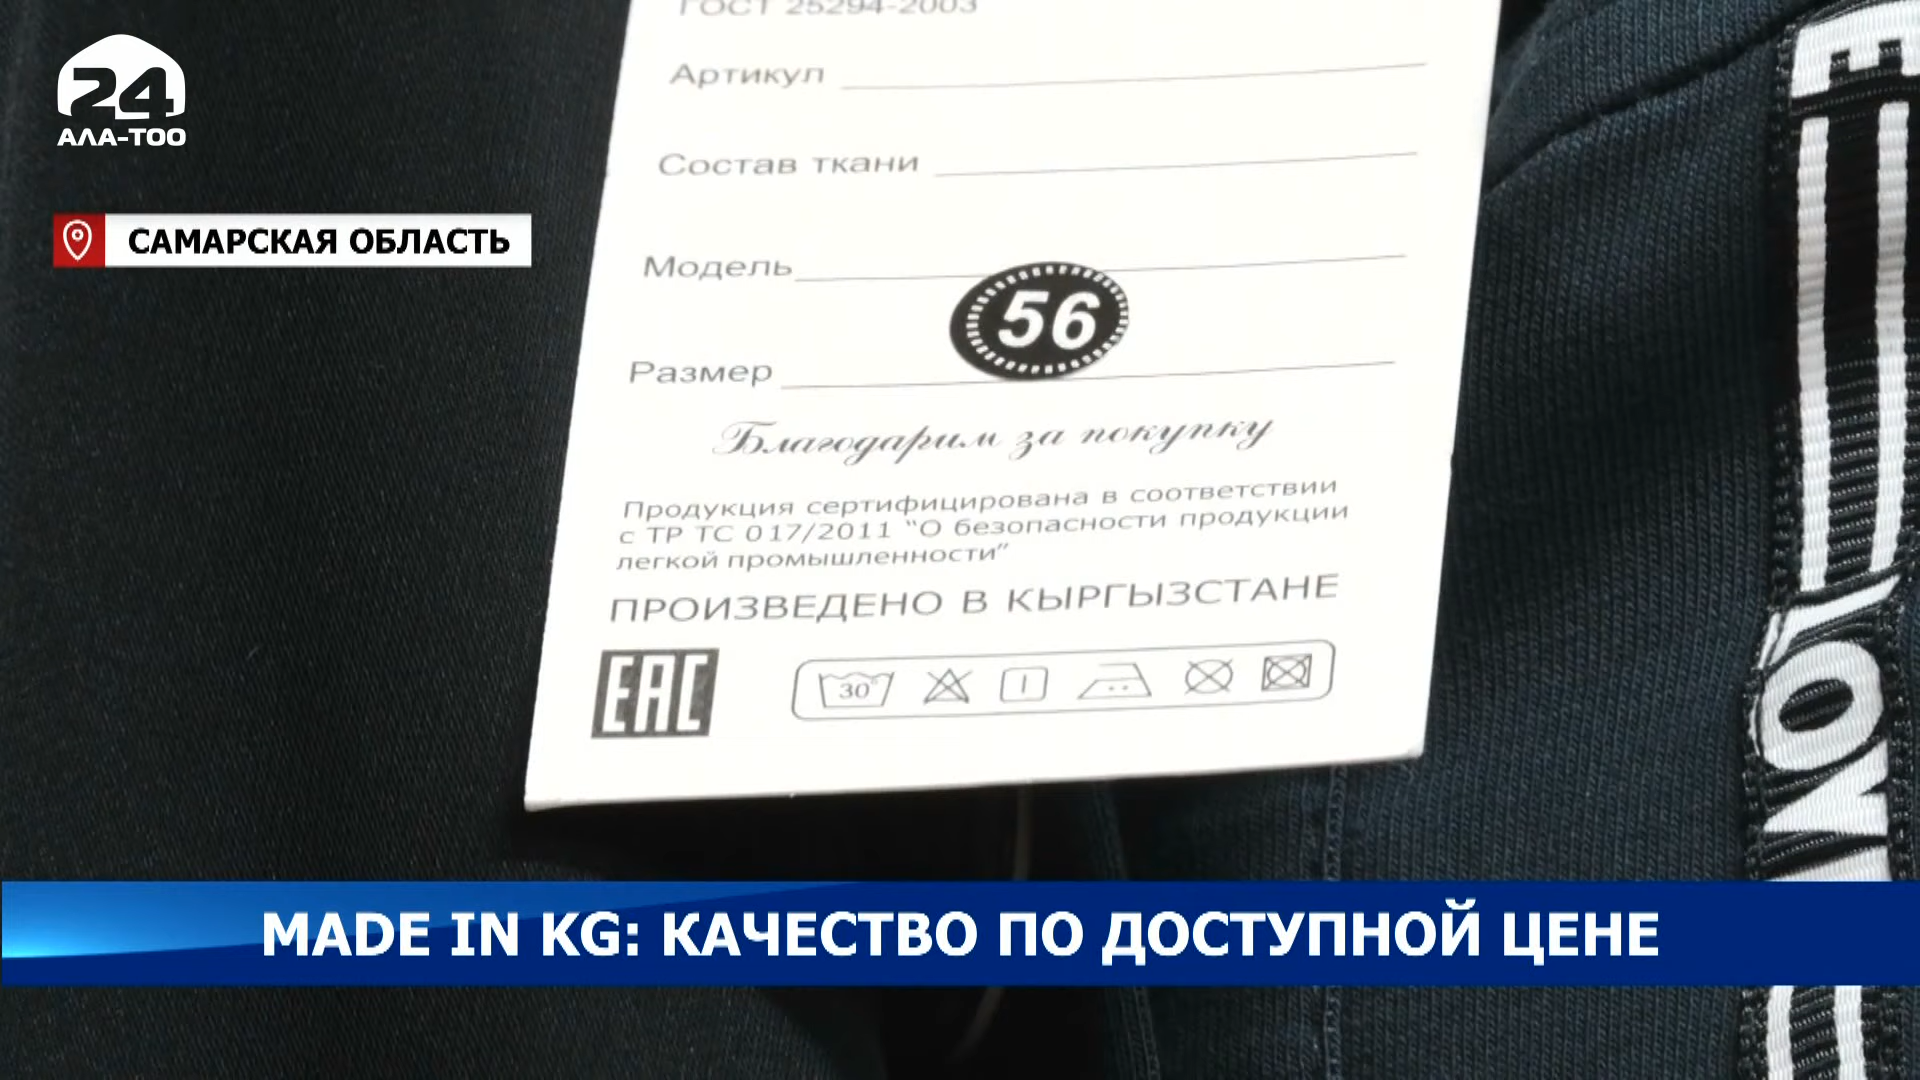 24
АЛА-ТОО
САМАРСКАЯ ОБЛАСТЬ
ГОСТ 25294-2003
Артикул
Состав ткани
Модель
56
Размер
Благодарим за покупку
Продукция сертифицирована в соответствии
с ТР ТС 017/2011 “О безопасности продукции
легкой промышленности”
ПРОИЗВЕДЕНО В КЫРГЫЗСТАНЕ
EAC
30°
MADE IN KG: КАЧЕСТВО ПО ДОСТУПНОЙ ЦЕНЕ